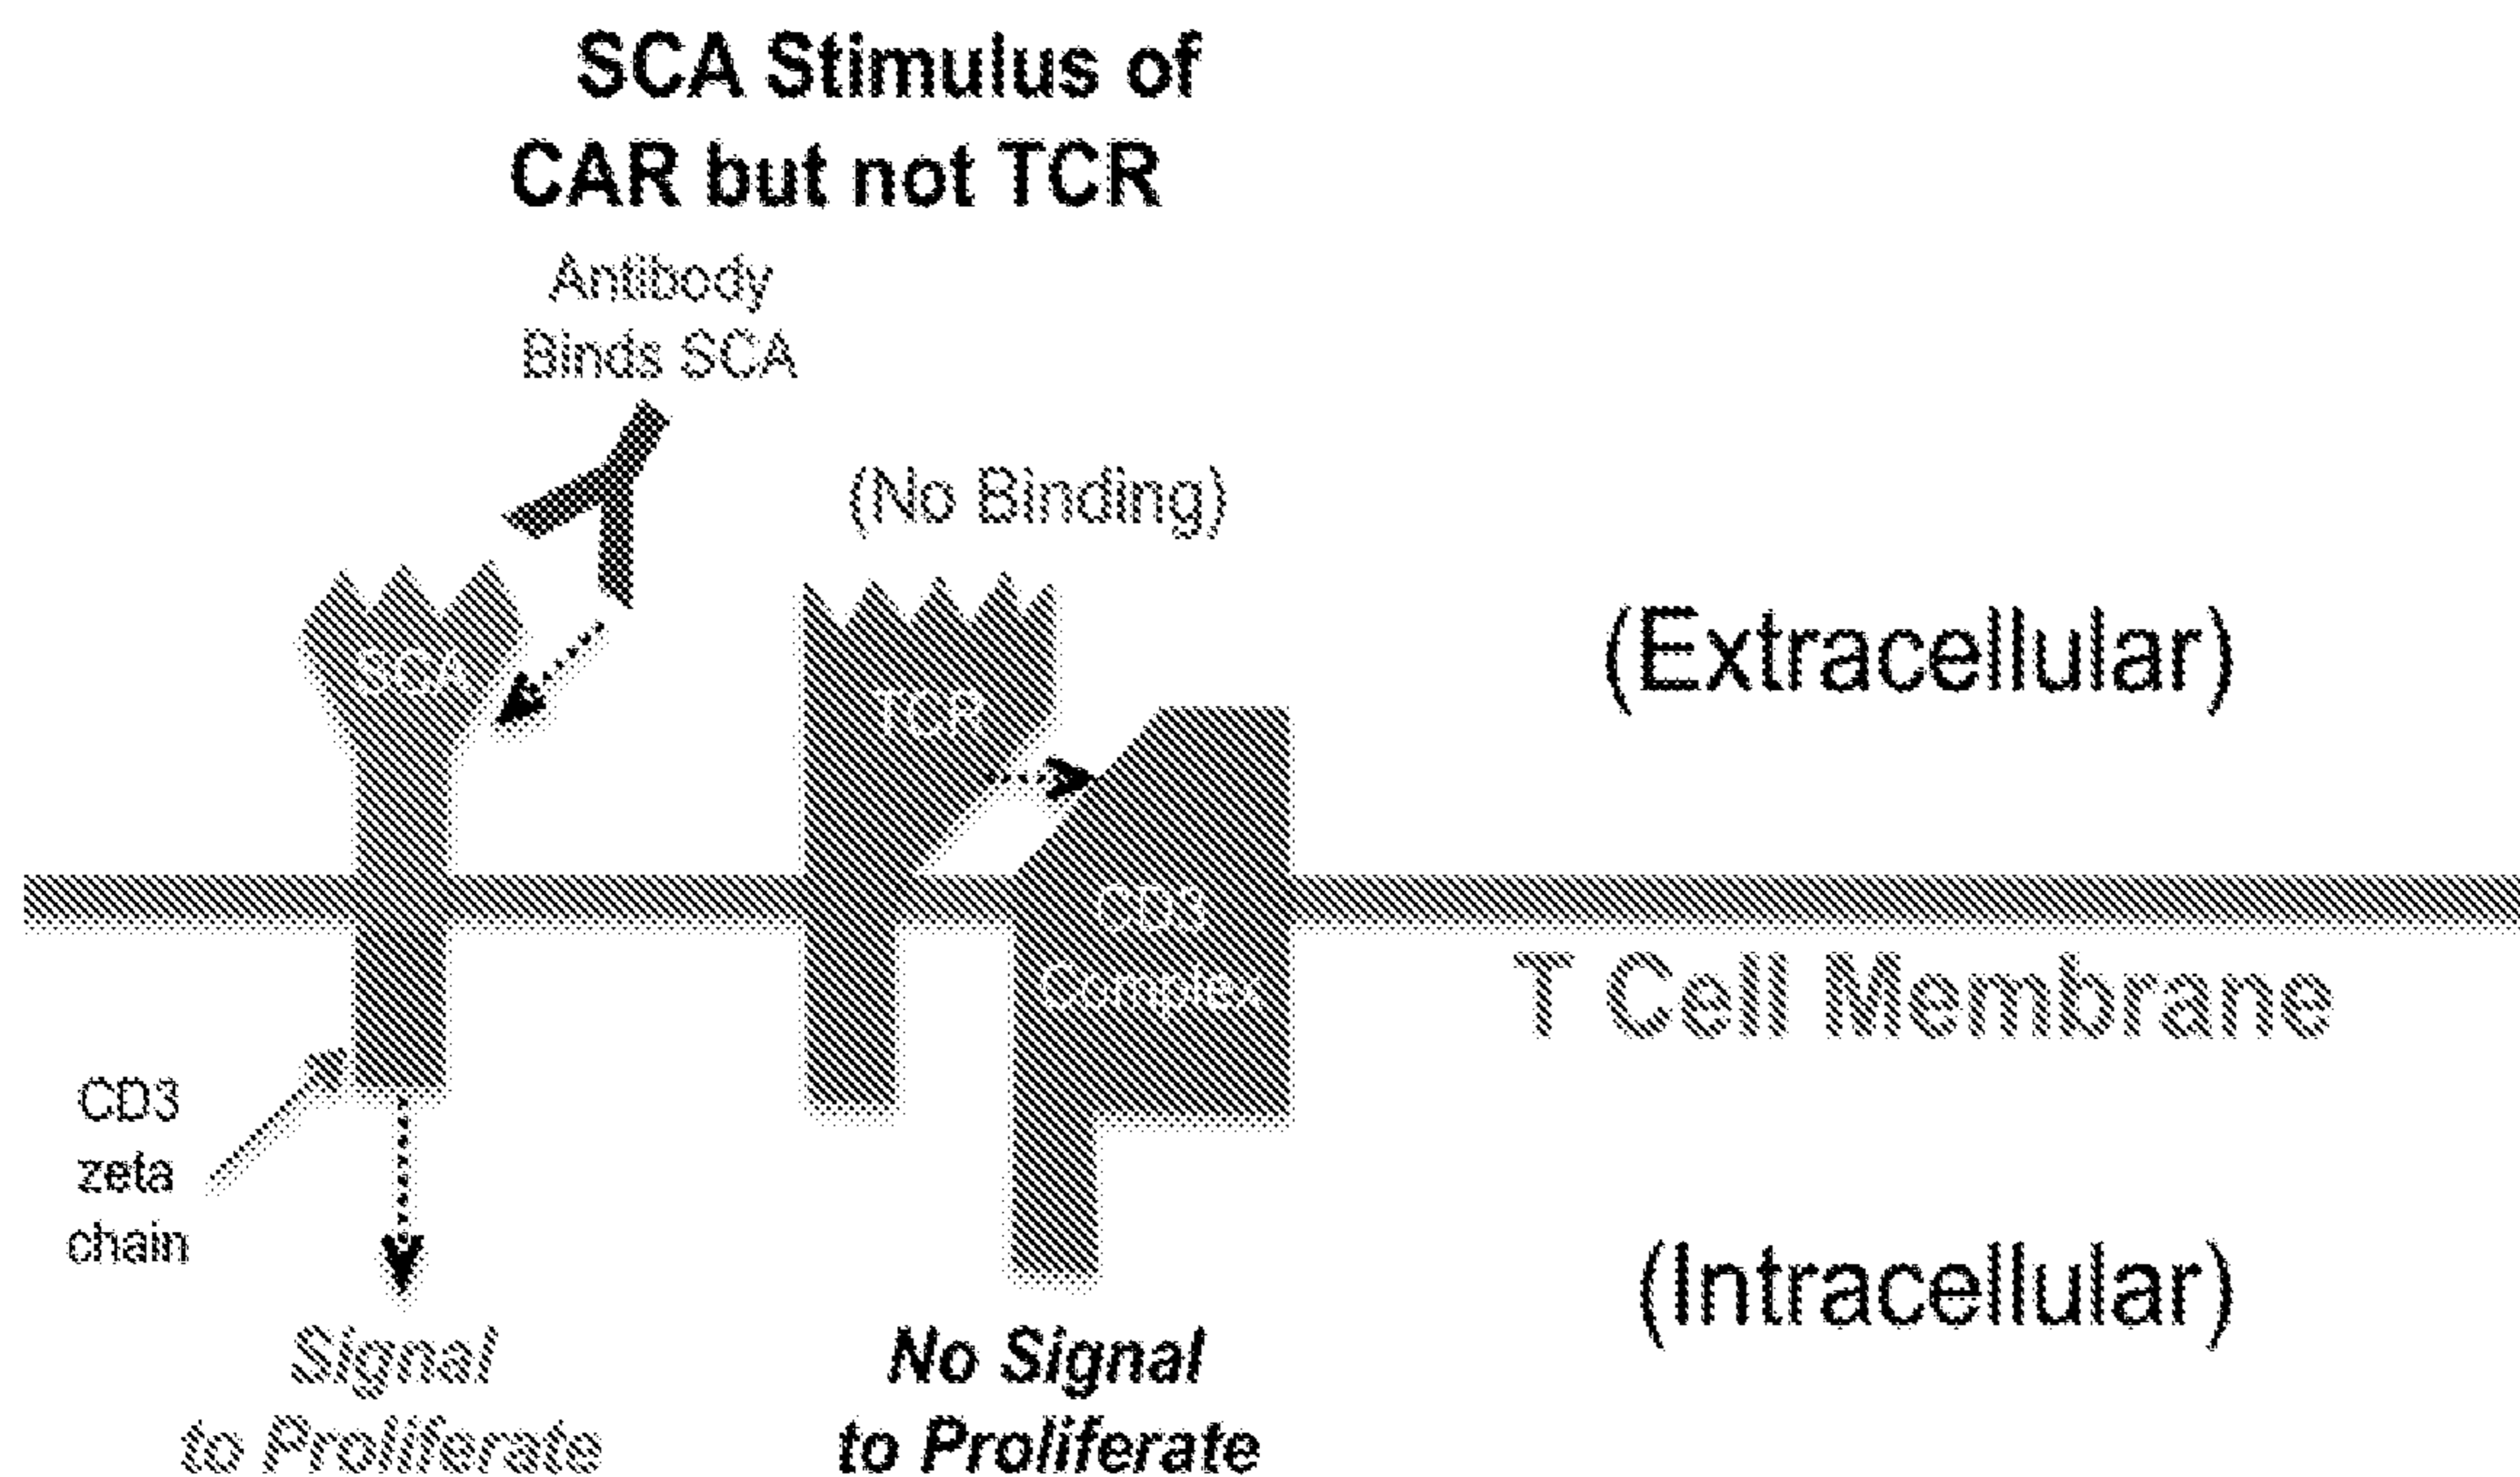 SCA Stimulus of
CAR but not TCR
Antibody
Binds SCA
(No Binding)
(Extracellular)
SCA
TCR
CD3
Complex
T Cell Membrane
CD3
zeta
chain
(Intracellular)
Signal
to Proliferate
No Signal
to Proliferate